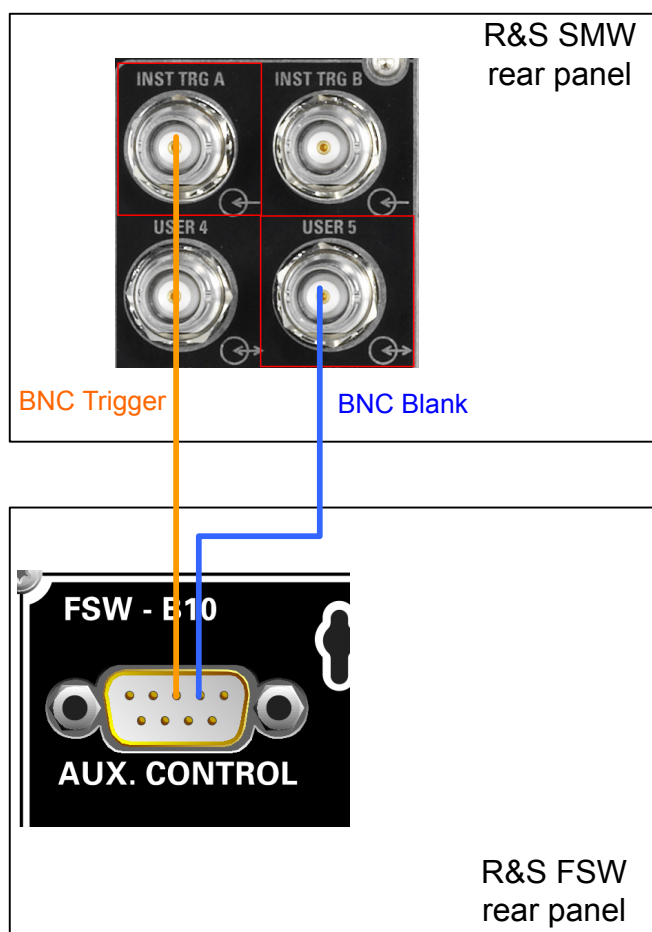 R&S SMW
rear panel
INST TRG A
INST TRG B
USER 4
USER 5
BNC Trigger
BNC Blank
FSW - B10
AUX. CONTROL
R&S FSW
rear panel